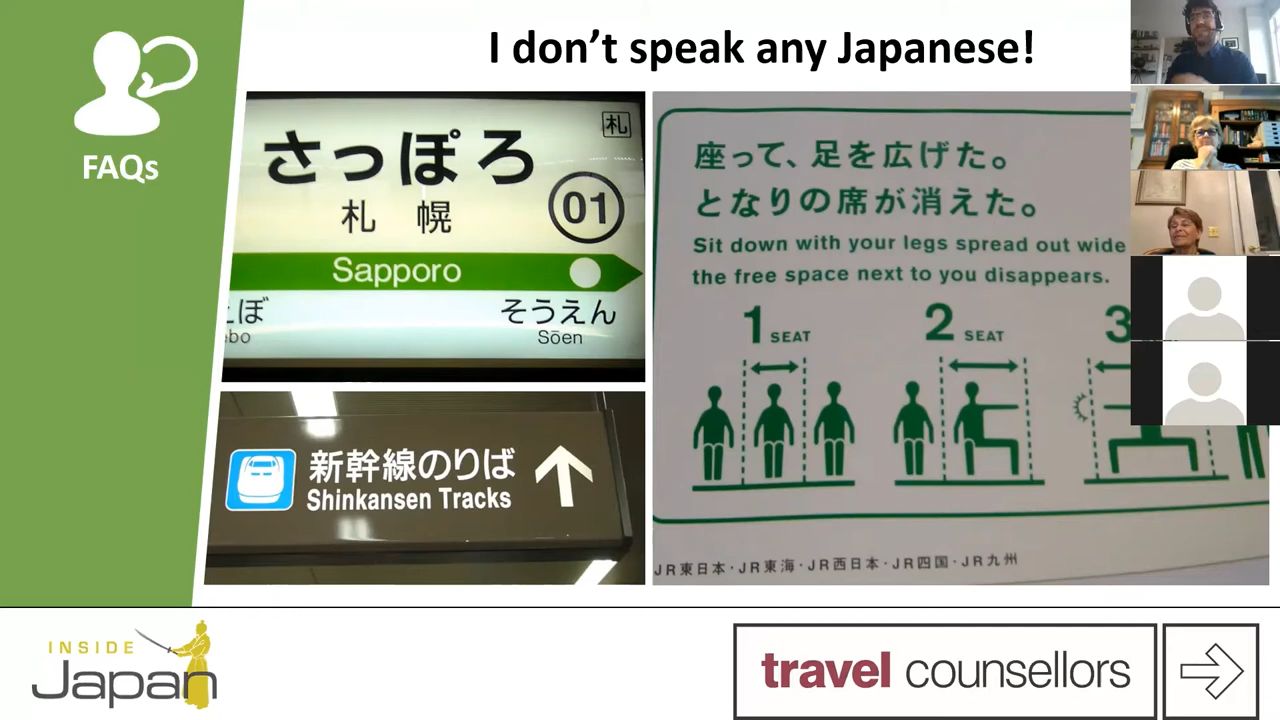 FAQs
I don’t speak any Japanese!
札
さっぽろ
札 幌
01
Sapporo
そうえん
Sōen
新幹線のりば
Shinkansen Tracks
座って、足を広げた。
となりの席が消えた。
Sit down with your legs spread out wide
the free space next to you disappears.
1 SEAT
2 SEAT
3
JR東日本・JR東海・JR西日本・JR四国・JR九州
INSIDE
Japan
travel counsellors